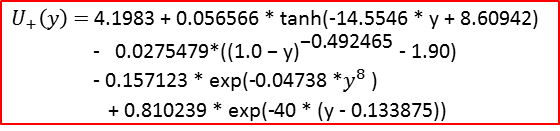 U₊(y) = 4.1983 + 0.056566 * tanh(-14.5546 * y + 8.60942)
- 0.0275479*((1.0 – y)^−0.492465 - 1.90)
- 0.157123 * exp(-0.04738 *y⁸ )
+ 0.810239 * exp(-40 * (y - 0.133875))